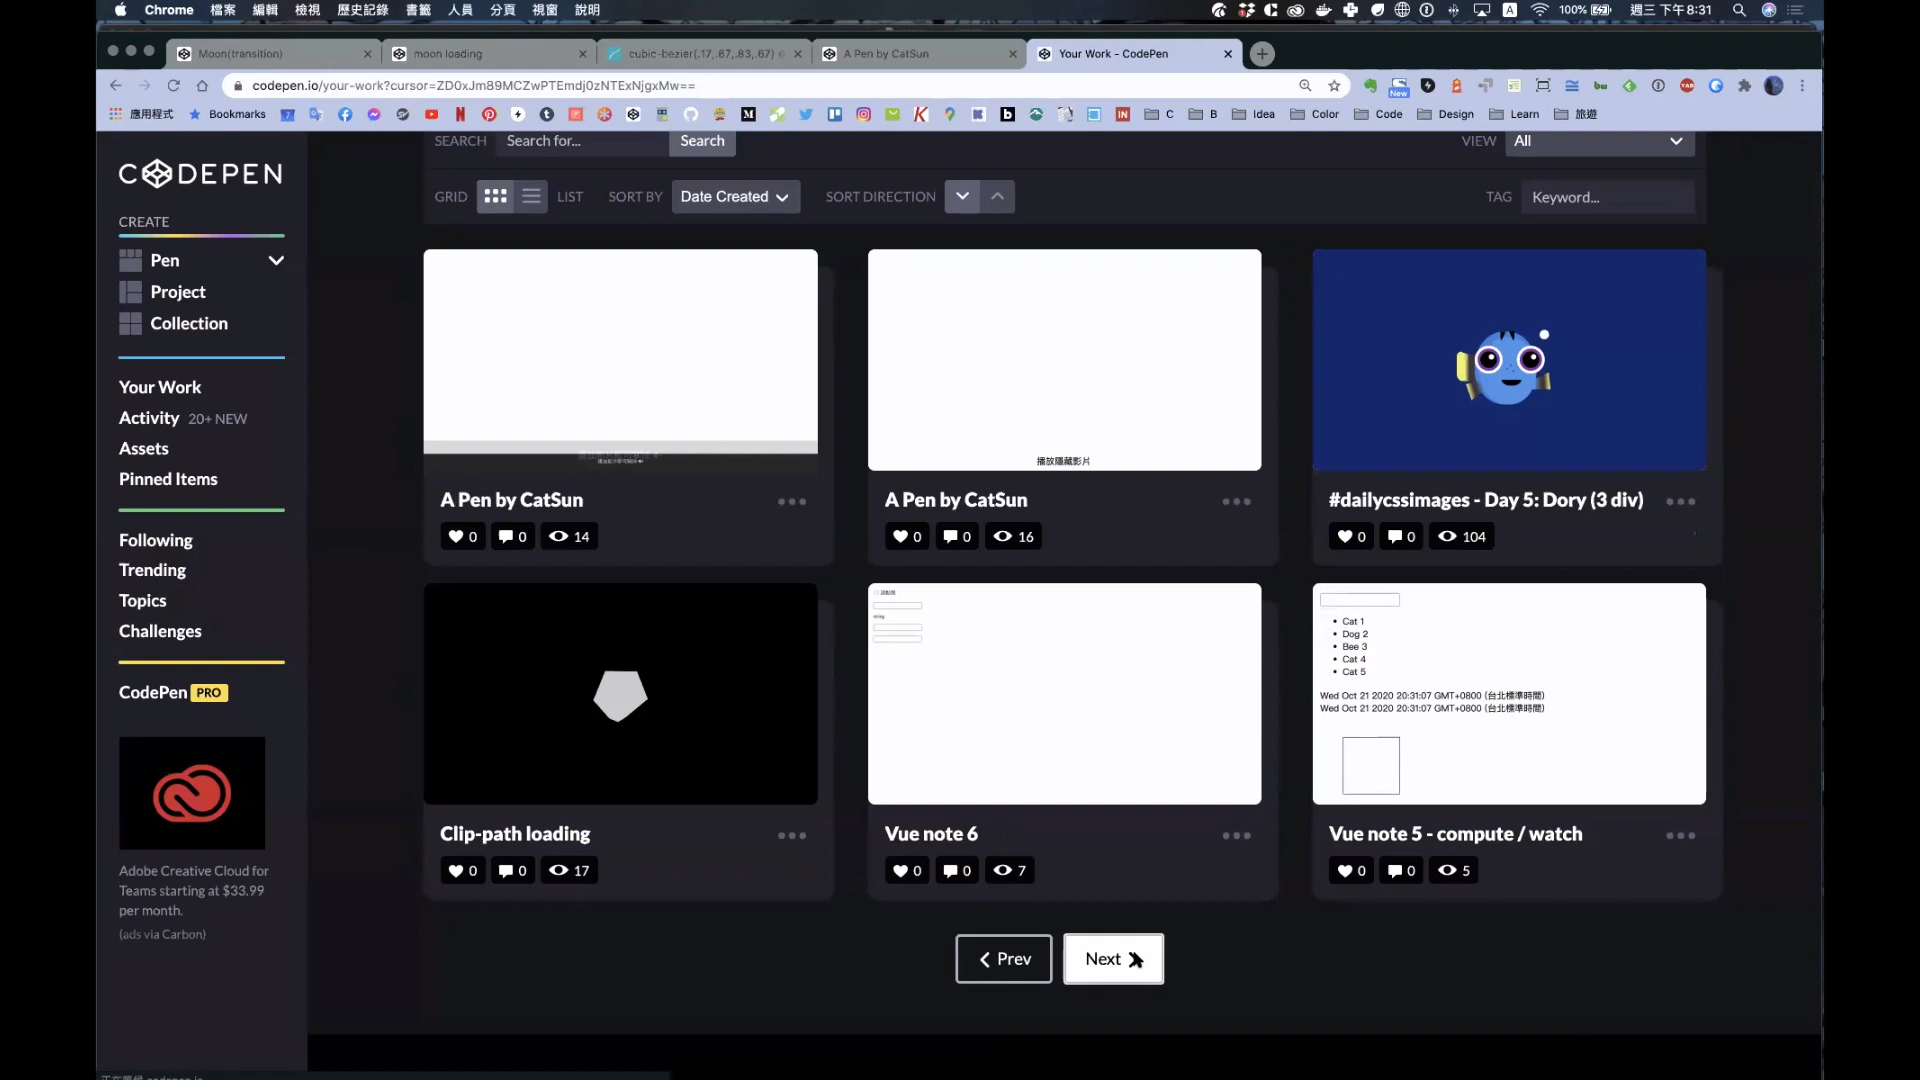 Chrome 檔案 編輯 檢視 歷史記錄 書籤 人員 分頁 視窗 說明 100% 週三 下午8:31
Moon(transition) moon loading cubic-bezier(.17,.67,.83,.67) A Pen by CatSun Your Work - CodePen
codepen.io/your-work?cursor=ZD0xJm89MCZwPTEmdj0zNTExNjgxMw== New
應用程式 Bookmarks C B Idea Color Code Design Learn 旅遊
CODEPEN
SEARCH Search for... Search VIEW All
GRID LIST SORT BY Date Created SORT DIRECTION TAG Keyword...
CREATE
Pen
Project
Collection
Your Work
Activity 20+ NEW
Assets
Pinned Items
Following
Trending
Topics
Challenges
CodePen PRO
Adobe Creative Cloud for
Teams starting at $33.99
per month.
(ads via Carbon)
A Pen by CatSun
0 0 14
播放隱藏影片
A Pen by CatSun
0 0 16
#dailycssimages - Day 5: Dory (3 div)
0 0 104
Clip-path loading
0 0 17
string
Vue note 6
0 0 7
Cat 1
Dog 2
Bee 3
Cat 4
Cat 5
Wed Oct 21 2020 20:31:07 GMT+0800 (台北標準時間)
Wed Oct 21 2020 20:31:07 GMT+0800 (台北標準時間)
Vue note 5 - compute / watch
0 0 5
Prev Next